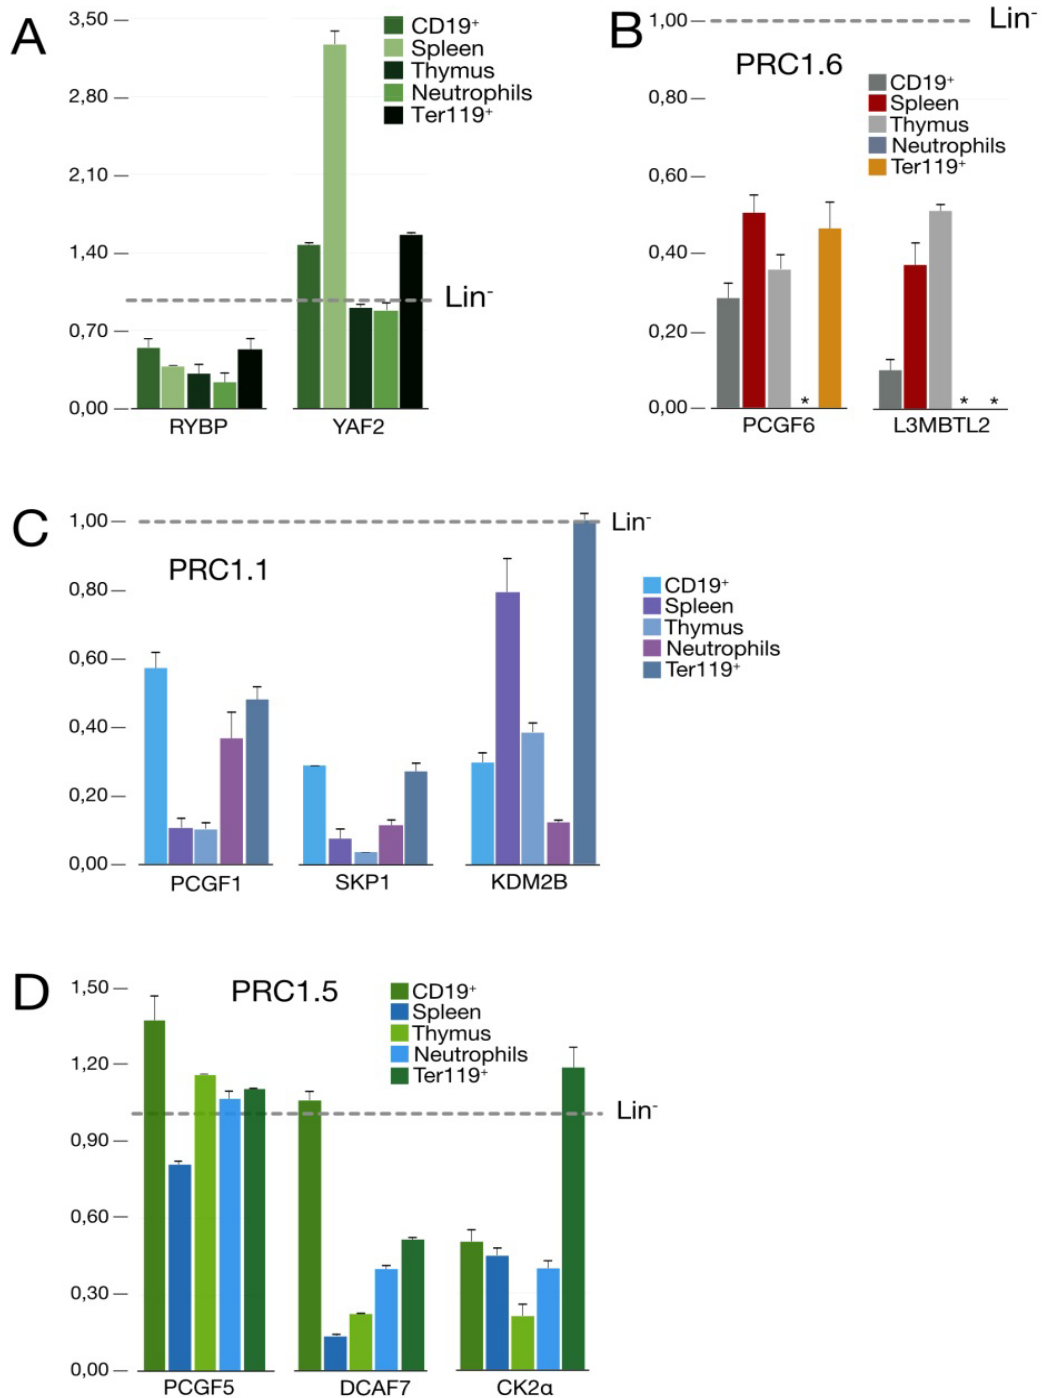 A
3,50
2,80
2,10
1,40
0,70
0,00
CD19+
Spleen
Thymus
Neutrophils
Ter119+
Lin-
RYBP
YAF2
B
1,00
0,80
0,60
0,40
0,20
0,00
Lin-
PRC1.6
CD19+
Spleen
Thymus
Neutrophils
Ter119+
*
* *
PCGF6
L3MBTL2
C
1,00
0,80
0,60
0,40
0,20
0,00
PRC1.1
Lin-
CD19+
Spleen
Thymus
Neutrophils
Ter119+
PCGF1
SKP1
KDM2B
D
1,50
1,20
0,90
0,60
0,30
0,00
PRC1.5
CD19+
Spleen
Thymus
Neutrophils
Ter119+
Lin-
PCGF5
DCAF7
CK2α